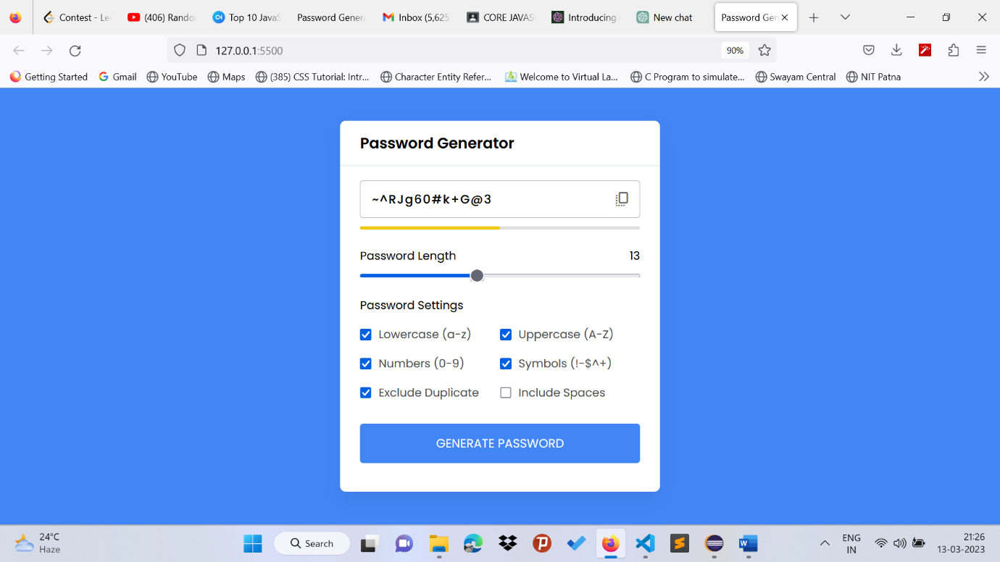 Contest - Le
(406) Rando
Top 10 JavaS
Password Genera
Inbox (5,625
CORE JAVAS
Introducing
New chat
Password Gen
127.0.0.1:5500
90%
Getting Started
Gmail
YouTube
Maps
(385) CSS Tutorial: Intr...
Character Entity Refer...
Welcome to Virtual La...
C Program to simulate...
Swayam Central
NIT Patna
Password Generator
~^RJg60#k+G@3
Password Length 13
Password Settings
Lowercase (a-z) Uppercase (A-Z)
Numbers (0-9) Symbols (!-$^+)
Exclude Duplicate Include Spaces
GENERATE PASSWORD
24°C
Haze
Search
ENG
IN
21:26
13-03-2023